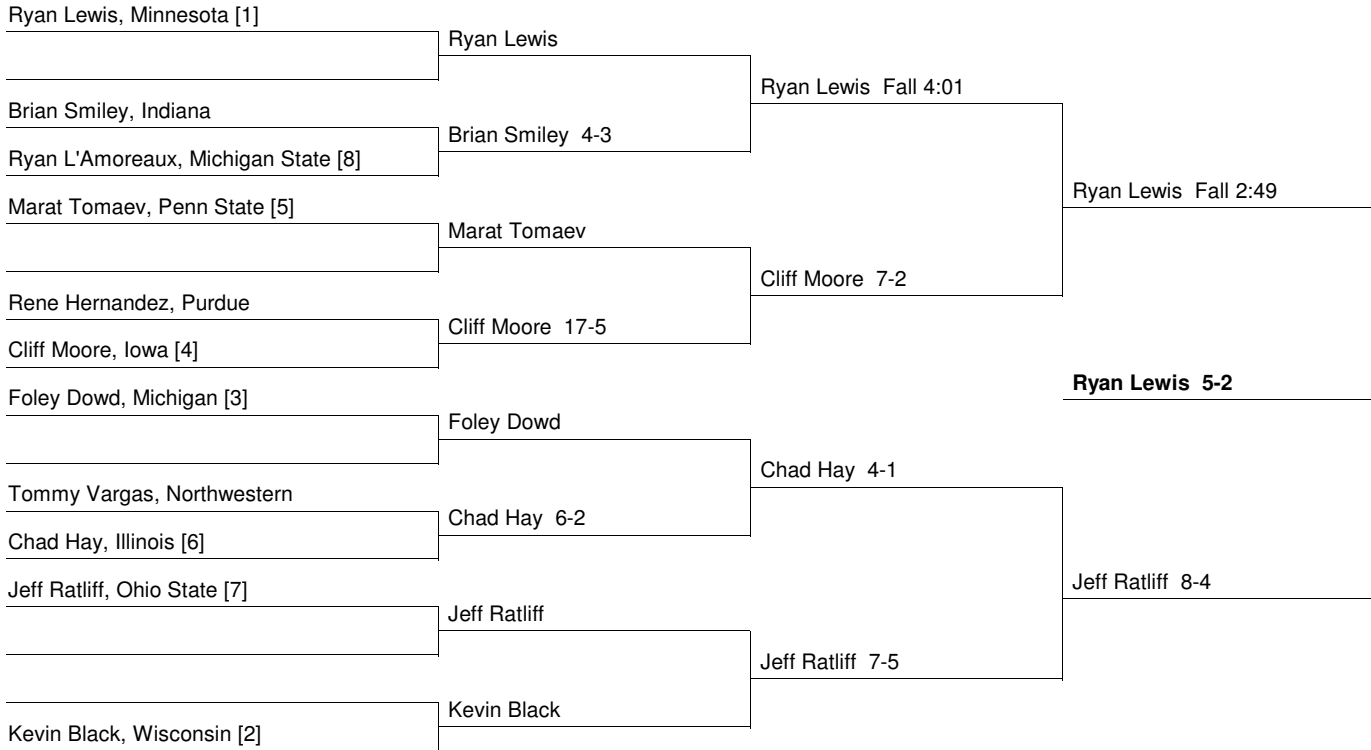 Ryan Lewis, Minnesota [1]
Ryan Lewis
Ryan Lewis Fall 4:01
Brian Smiley, Indiana
Brian Smiley 4-3
Ryan L'Amoreaux, Michigan State [8]
Ryan Lewis Fall 2:49
Marat Tomaev, Penn State [5]
Marat Tomaev
Cliff Moore 7-2
Rene Hernandez, Purdue
Cliff Moore 17-5
Cliff Moore, Iowa [4]
Ryan Lewis 5-2
Foley Dowd, Michigan [3]
Foley Dowd
Chad Hay 4-1
Tommy Vargas, Northwestern
Chad Hay 6-2
Chad Hay, Illinois [6]
Jeff Ratliff 8-4
Jeff Ratliff, Ohio State [7]
Jeff Ratliff
Jeff Ratliff 7-5
Kevin Black
Kevin Black, Wisconsin [2]